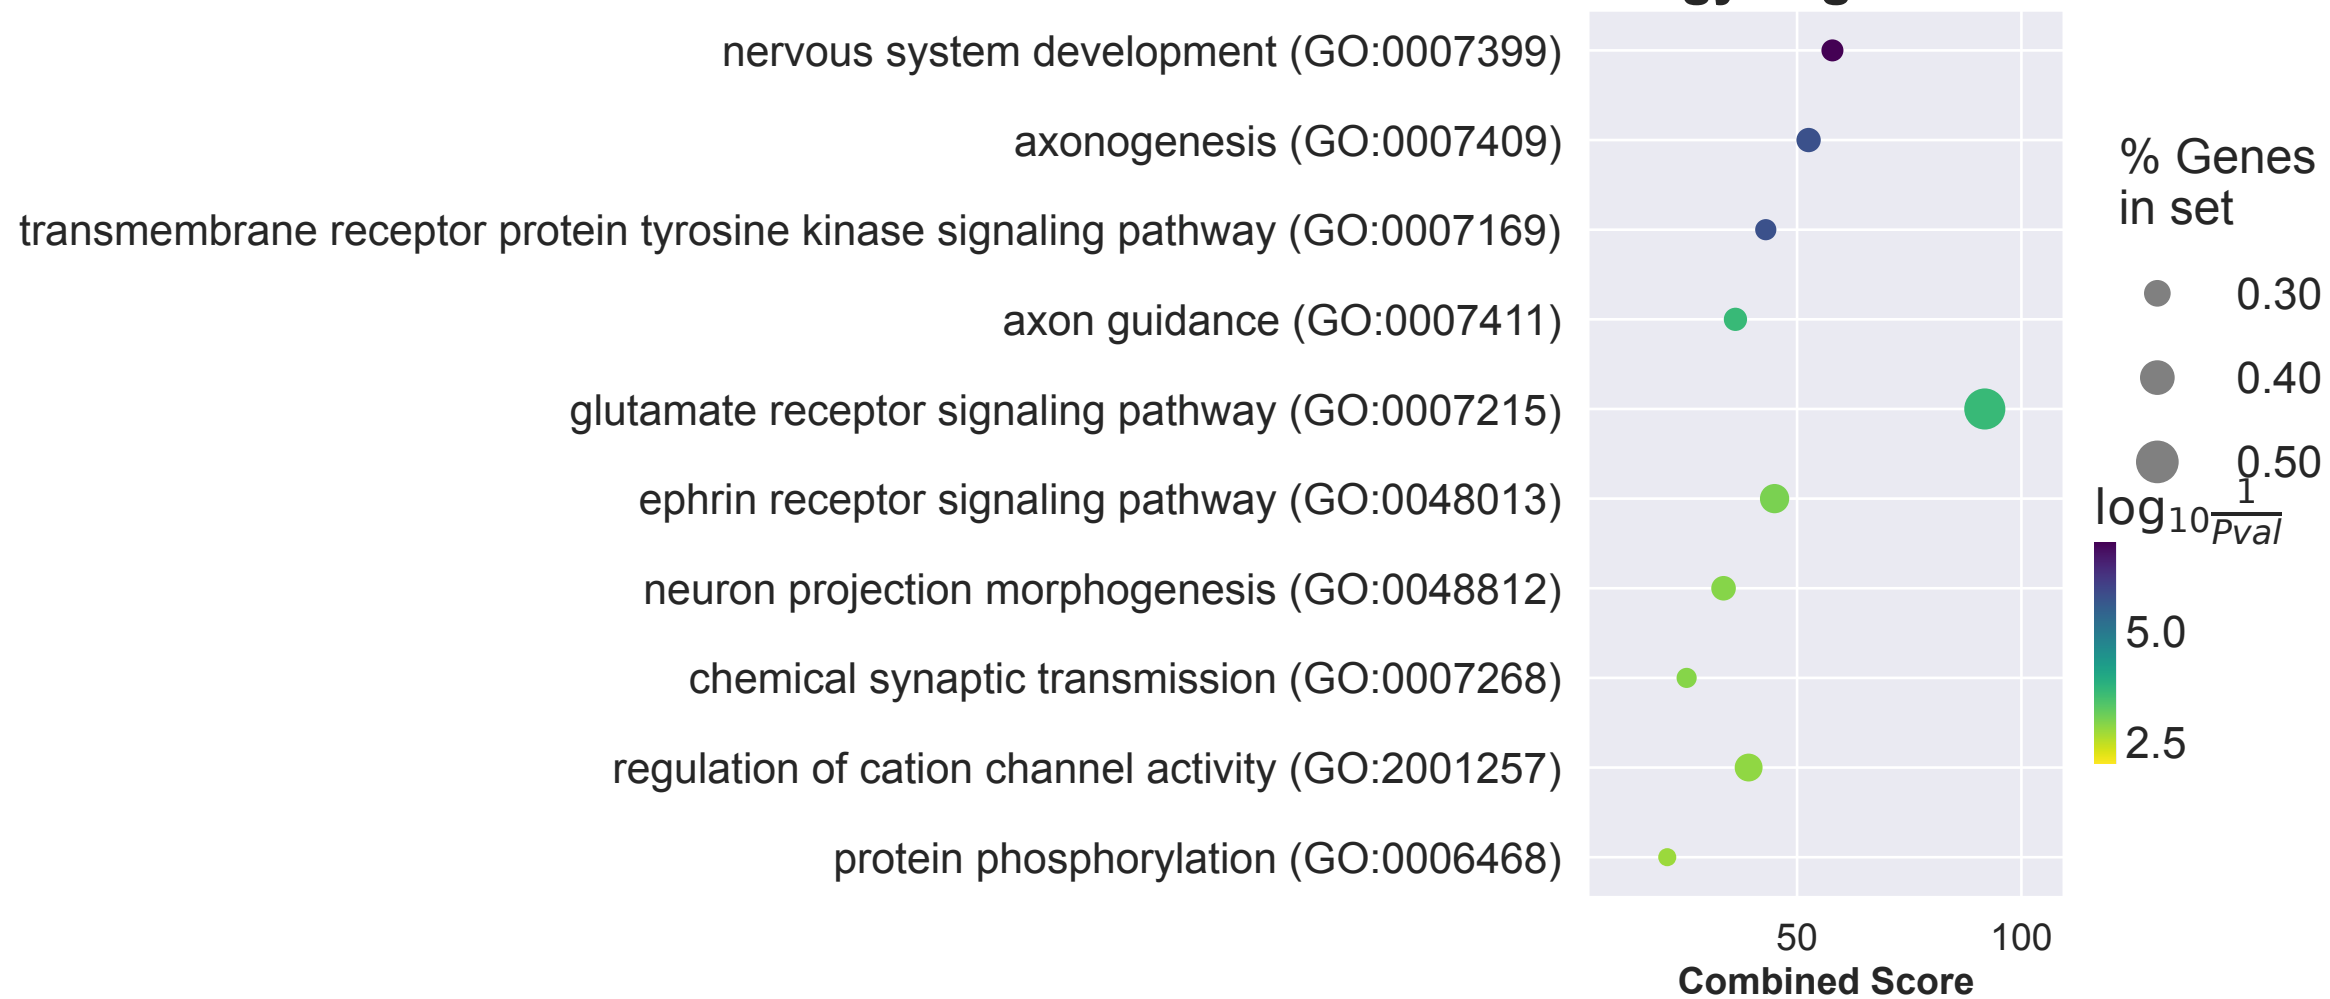 nervous system development (GO:0007399)
axonogenesis (GO:0007409)
transmembrane receptor protein tyrosine kinase signaling pathway (GO:0007169)
axon guidance (GO:0007411)
glutamate receptor signaling pathway (GO:0007215)
ephrin receptor signaling pathway (GO:0048013)
neuron projection morphogenesis (GO:0048812)
chemical synaptic transmission (GO:0007268)
regulation of cation channel activity (GO:2001257)
protein phosphorylation (GO:0006468)
50 100
Combined Score
% Genes
in set
0.30
0.40
0.50
log₁₀ 1/Pval
5.0
2.5